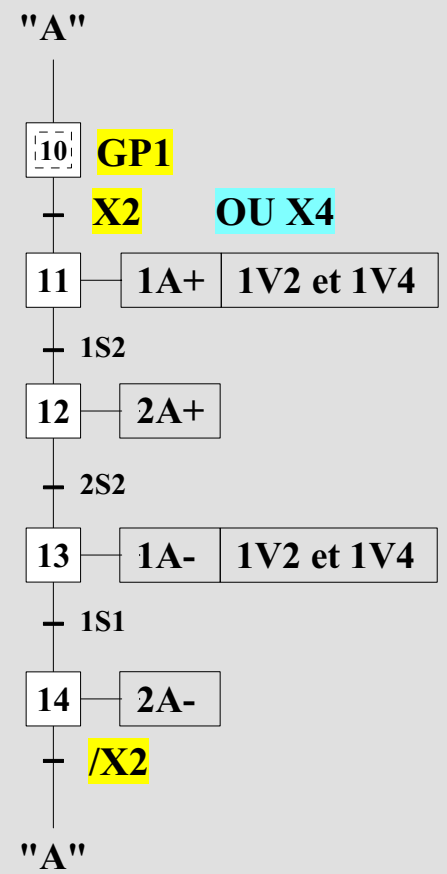 "A"
10 GP1
X2 OU X4
11 1A+ 1V2 et 1V4
1S2
12 2A+
2S2
13 1A- 1V2 et 1V4
1S1
14 2A-
/X2
"A"